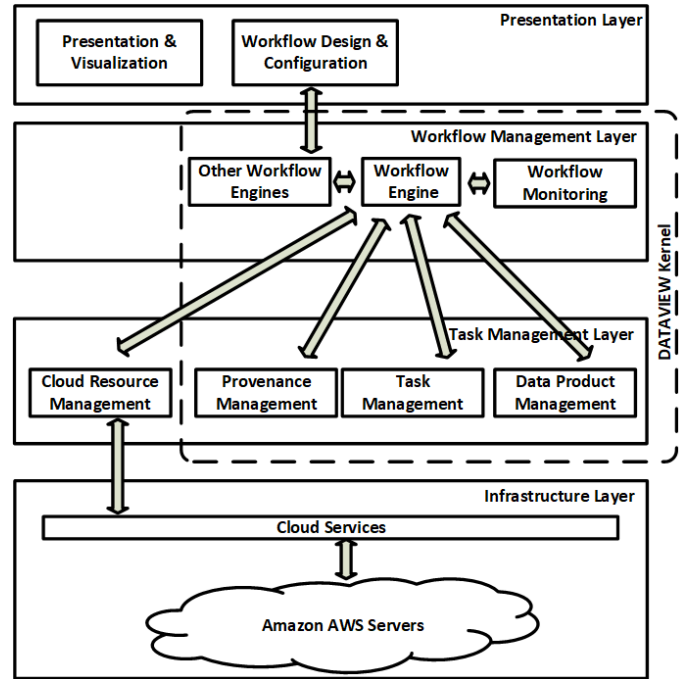 Presentation Layer
Presentation &
Visualization
Workflow Design &
Configuration
Workflow Management Layer
Other Workflow
Engines
Workflow
Engine
Workflow
Monitoring
DATAVIEW Kernel
Task Management Layer
Cloud Resource
Management
Provenance
Management
Task
Management
Data Product
Management
Infrastructure Layer
Cloud Services
Amazon AWS Servers